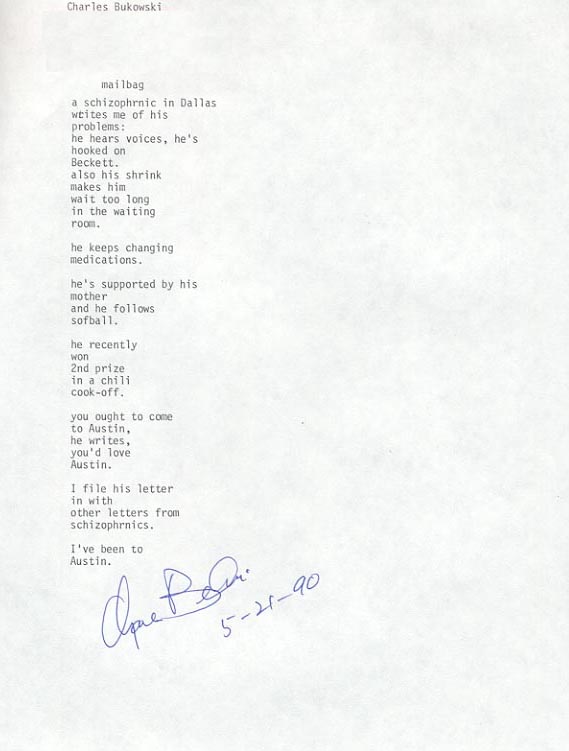 Charles Bukowski
mailbag
a schizophrnic in Dallas
wtites me of his
problems:
he hears voices, he's
hooked on
Beckett.
also his shrink
makes him
wait too long
in the waiting
room.
he keeps changing
medications.
he's supported by his
mother
and he follows
sofball.
he recently
won
2nd prize
in a chili
cook-off.
you ought to come
to Austin,
he writes,
you'd love
Austin.
I file his letter
in with
other letters from
schizophrnics.
I've been to
Austin.
5-21-90